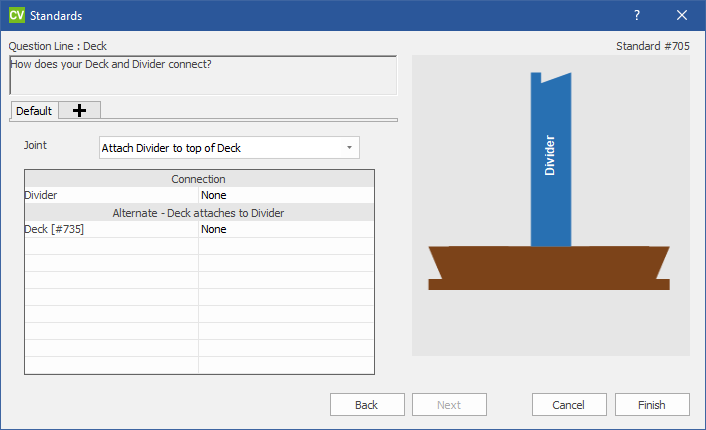 CV Standards ?
Question Line : Deck Standard #705
How does your Deck and Divider connect?
Default
Joint Attach Divider to top of Deck
Connection
Divider None
Alternate - Deck attaches to Divider
Deck [#735] None
Divider
Back Next Cancel Finish